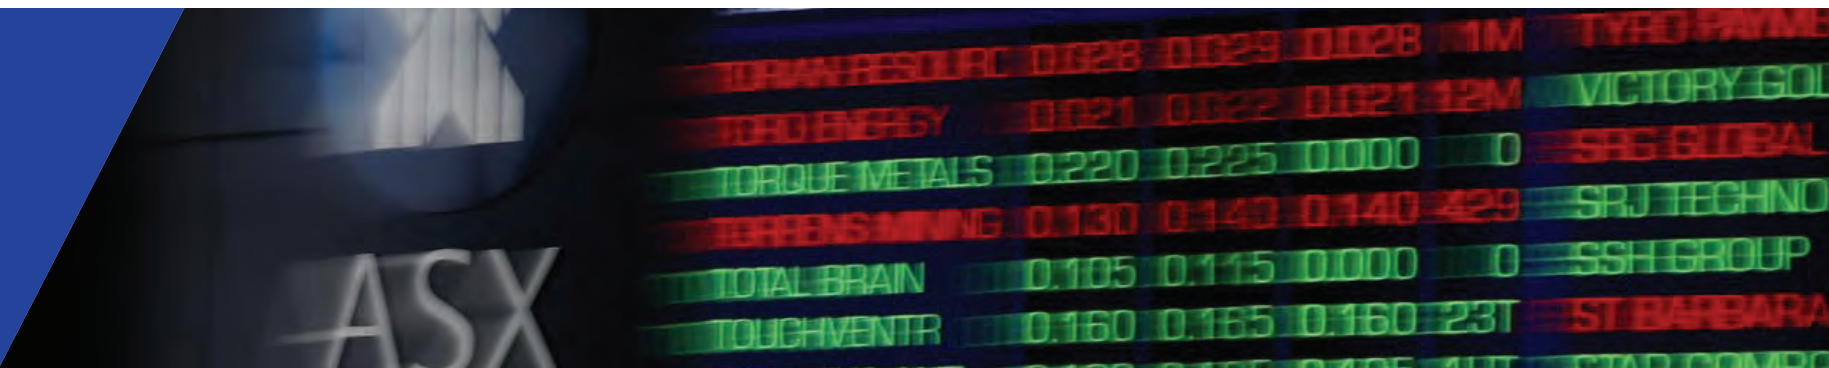 TORIAN RESOURC 0.028 0.029 0.028 1M TYRO PAYME
TORO ENERGY 0.021 0.022 0.021 12M VICTORY GOL
TORQUE METALS 0.220 0.225 0.000 0 SRG GLOBAL
TORRENS MINING 0.130 0.140 0.140 429 SRJ TECHNO
TOTAL BRAIN 0.105 0.115 0.000 0 SSH GROUP
TOUCHVENTR 0.160 0.165 0.160 23T ST BARBARA
ASX